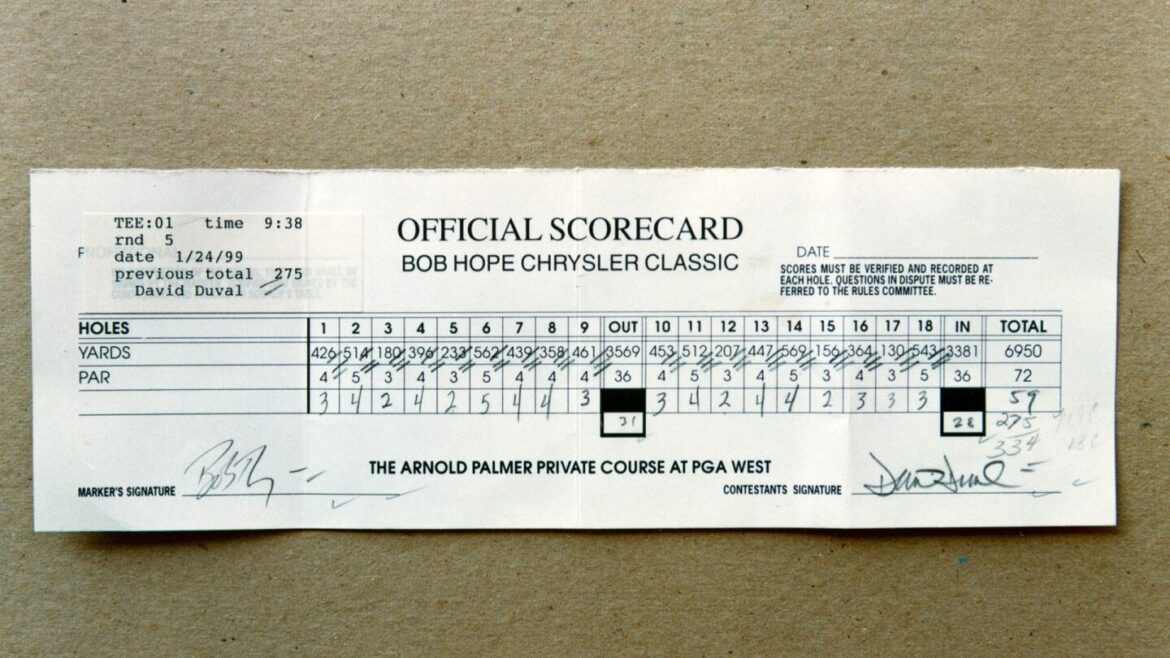 TEE:01 time 9:38
rnd 5
date 1/24/99
previous total 275
David Duval
OFFICIAL SCORECARD
BOB HOPE CHRYSLER CLASSIC
DATE
SCORES MUST BE VERIFIED AND RECORDED AT
EACH HOLE. QUESTIONS IN DISPUTE MUST BE RE-
FERRED TO THE RULES COMMITTEE.
HOLES 1 2 3 4 5 6 7 8 9 OUT 10 11 12 13 14 15 16 17 18 IN TOTAL
YARDS 426 514 180 396 233 562 439 358 461 3569 453 512 207 447 569 156 364 130 543 3381 6950
PAR 4 5 3 4 3 5 4 4 4 36 4 5 3 4 5 3 4 3 5 36 72
3 4 2 4 2 5 4 4 3 3 4 2 4 4 2 3 3 3 59
31 28 275
334
THE ARNOLD PALMER PRIVATE COURSE AT PGA WEST
MARKER'S SIGNATURE
CONTESTANTS SIGNATURE David Duval